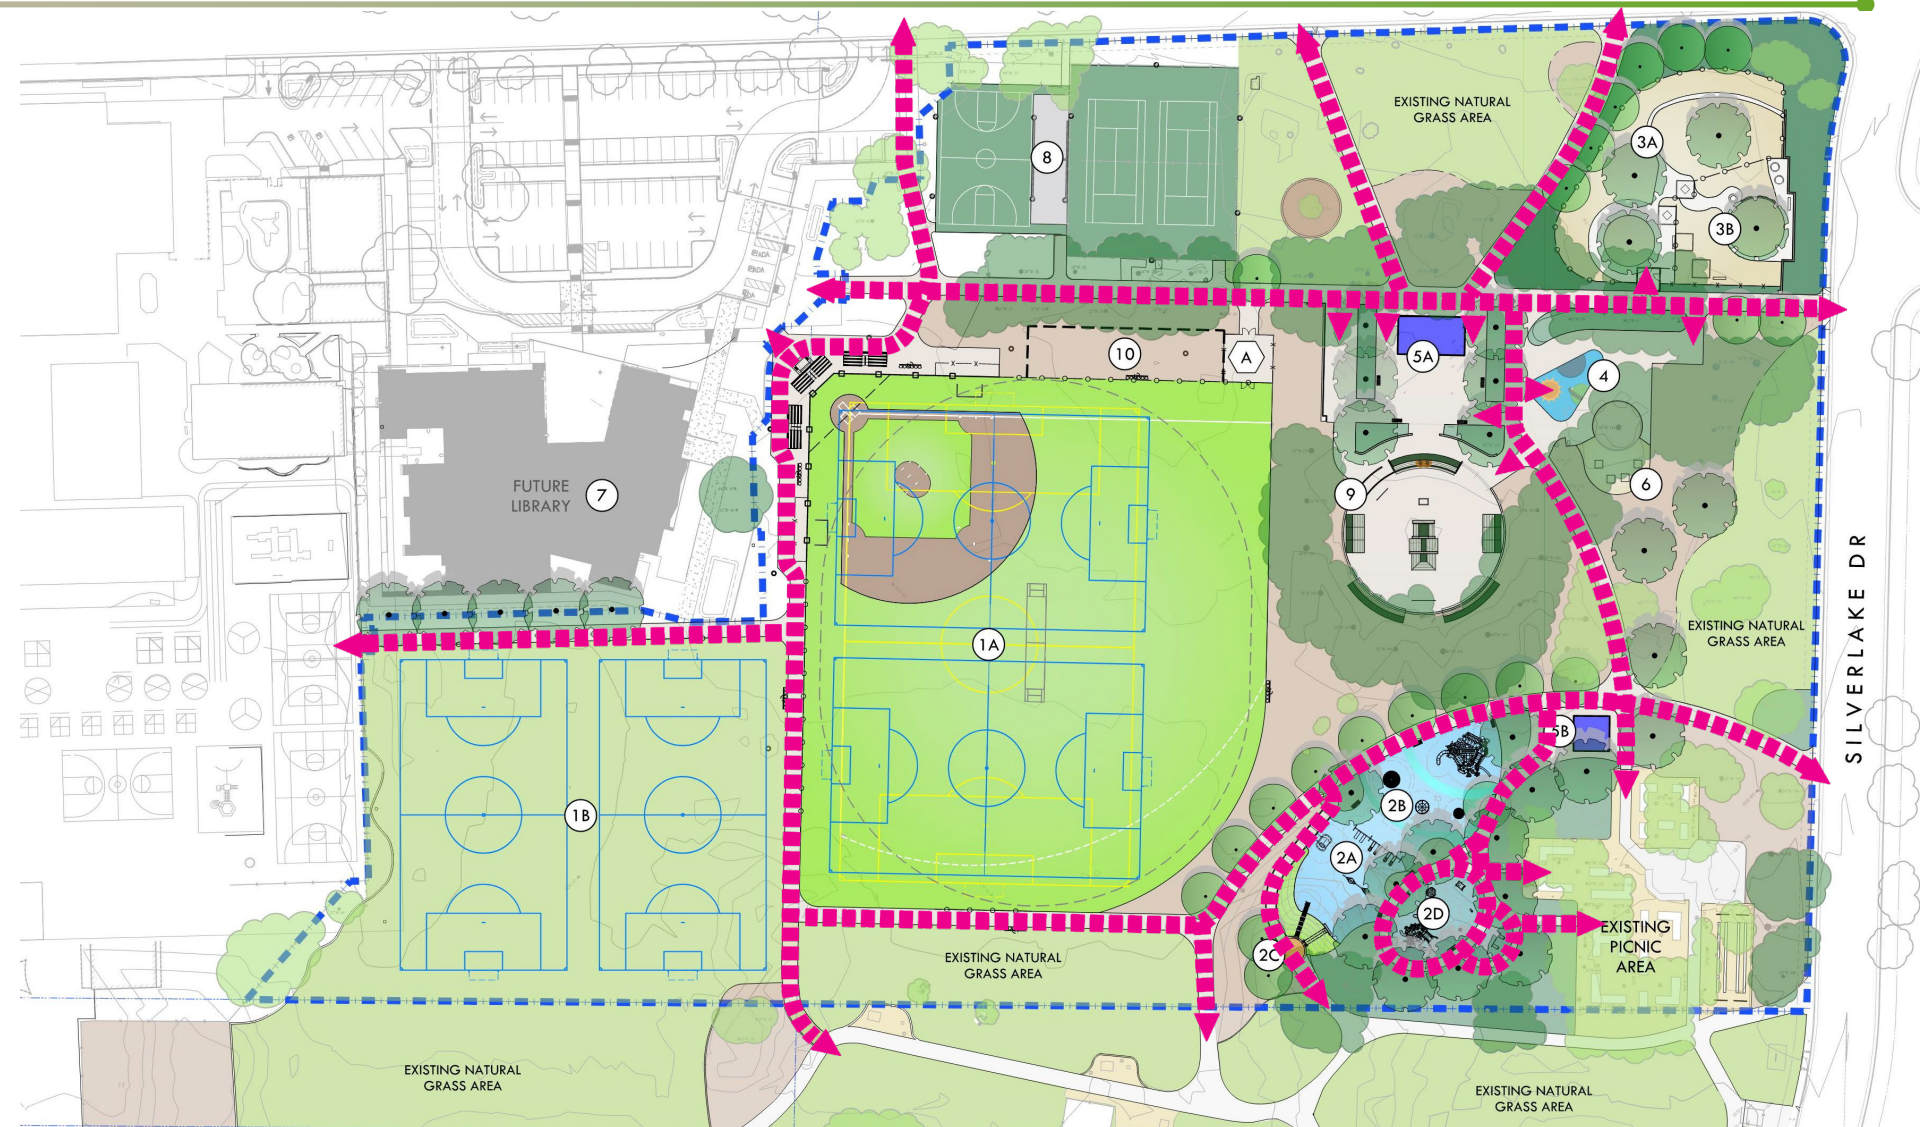 EXISTING NATURAL
GRASS AREA
3A
8
3B
10
A
5A
4
FUTURE
LIBRARY
7
9
6
SILVERLAKE DR
1A
EXISTING NATURAL
GRASS AREA
5B
2B
1B
2A
2D
EXISTING
PICNIC
AREA
2C
EXISTING NATURAL
GRASS AREA
EXISTING NATURAL
GRASS AREA
EXISTING NATURAL
GRASS AREA